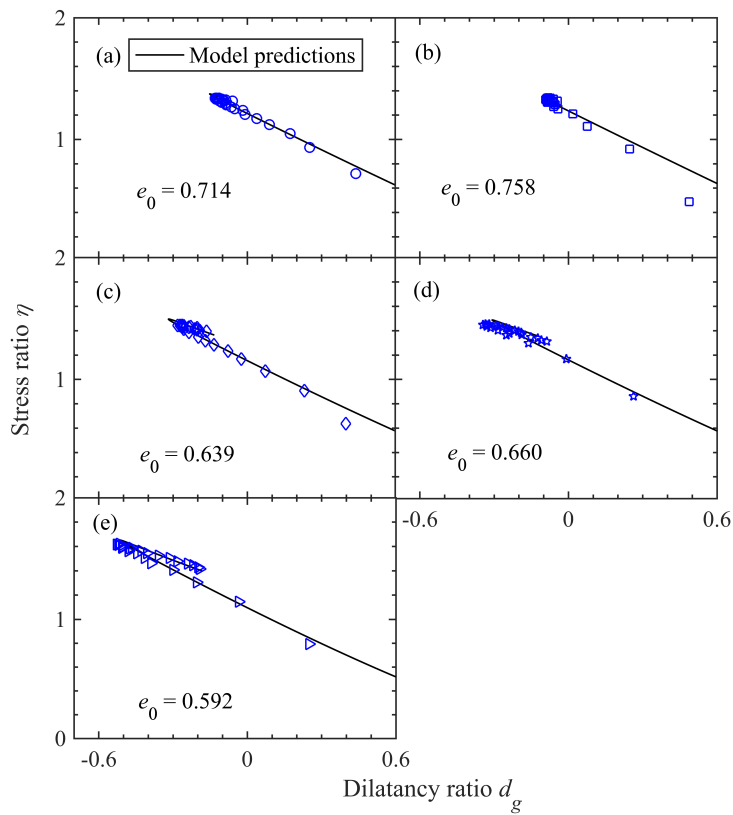 2
(a)
Model predictions
(b)
1
e0 = 0.714
e0 = 0.758
2
(c)
(d)
Stress ratio η
1
e0 = 0.639
e0 = 0.660
2
(e)
-0.6
0
0.6
1
e0 = 0.592
0
-0.6
0
0.6
Dilatancy ratio dg